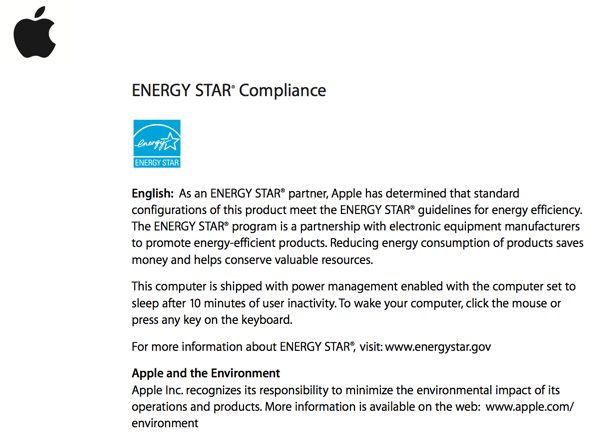 ENERGY STAR® Compliance
energy
ENERGY STAR
English: As an ENERGY STAR® partner, Apple has determined that standard
configurations of this product meet the ENERGY STAR® guidelines for energy efficiency.
The ENERGY STAR® program is a partnership with electronic equipment manufacturers
to promote energy-efficient products. Reducing energy consumption of products saves
money and helps conserve valuable resources.
This computer is shipped with power management enabled with the computer set to
sleep after 10 minutes of user inactivity. To wake your computer, click the mouse or
press any key on the keyboard.
For more information about ENERGY STAR®, visit: www.energystar.gov
Apple and the Environment
Apple Inc. recognizes its responsibility to minimize the environmental impact of its
operations and products. More information is available on the web:  www.apple.com/
environment